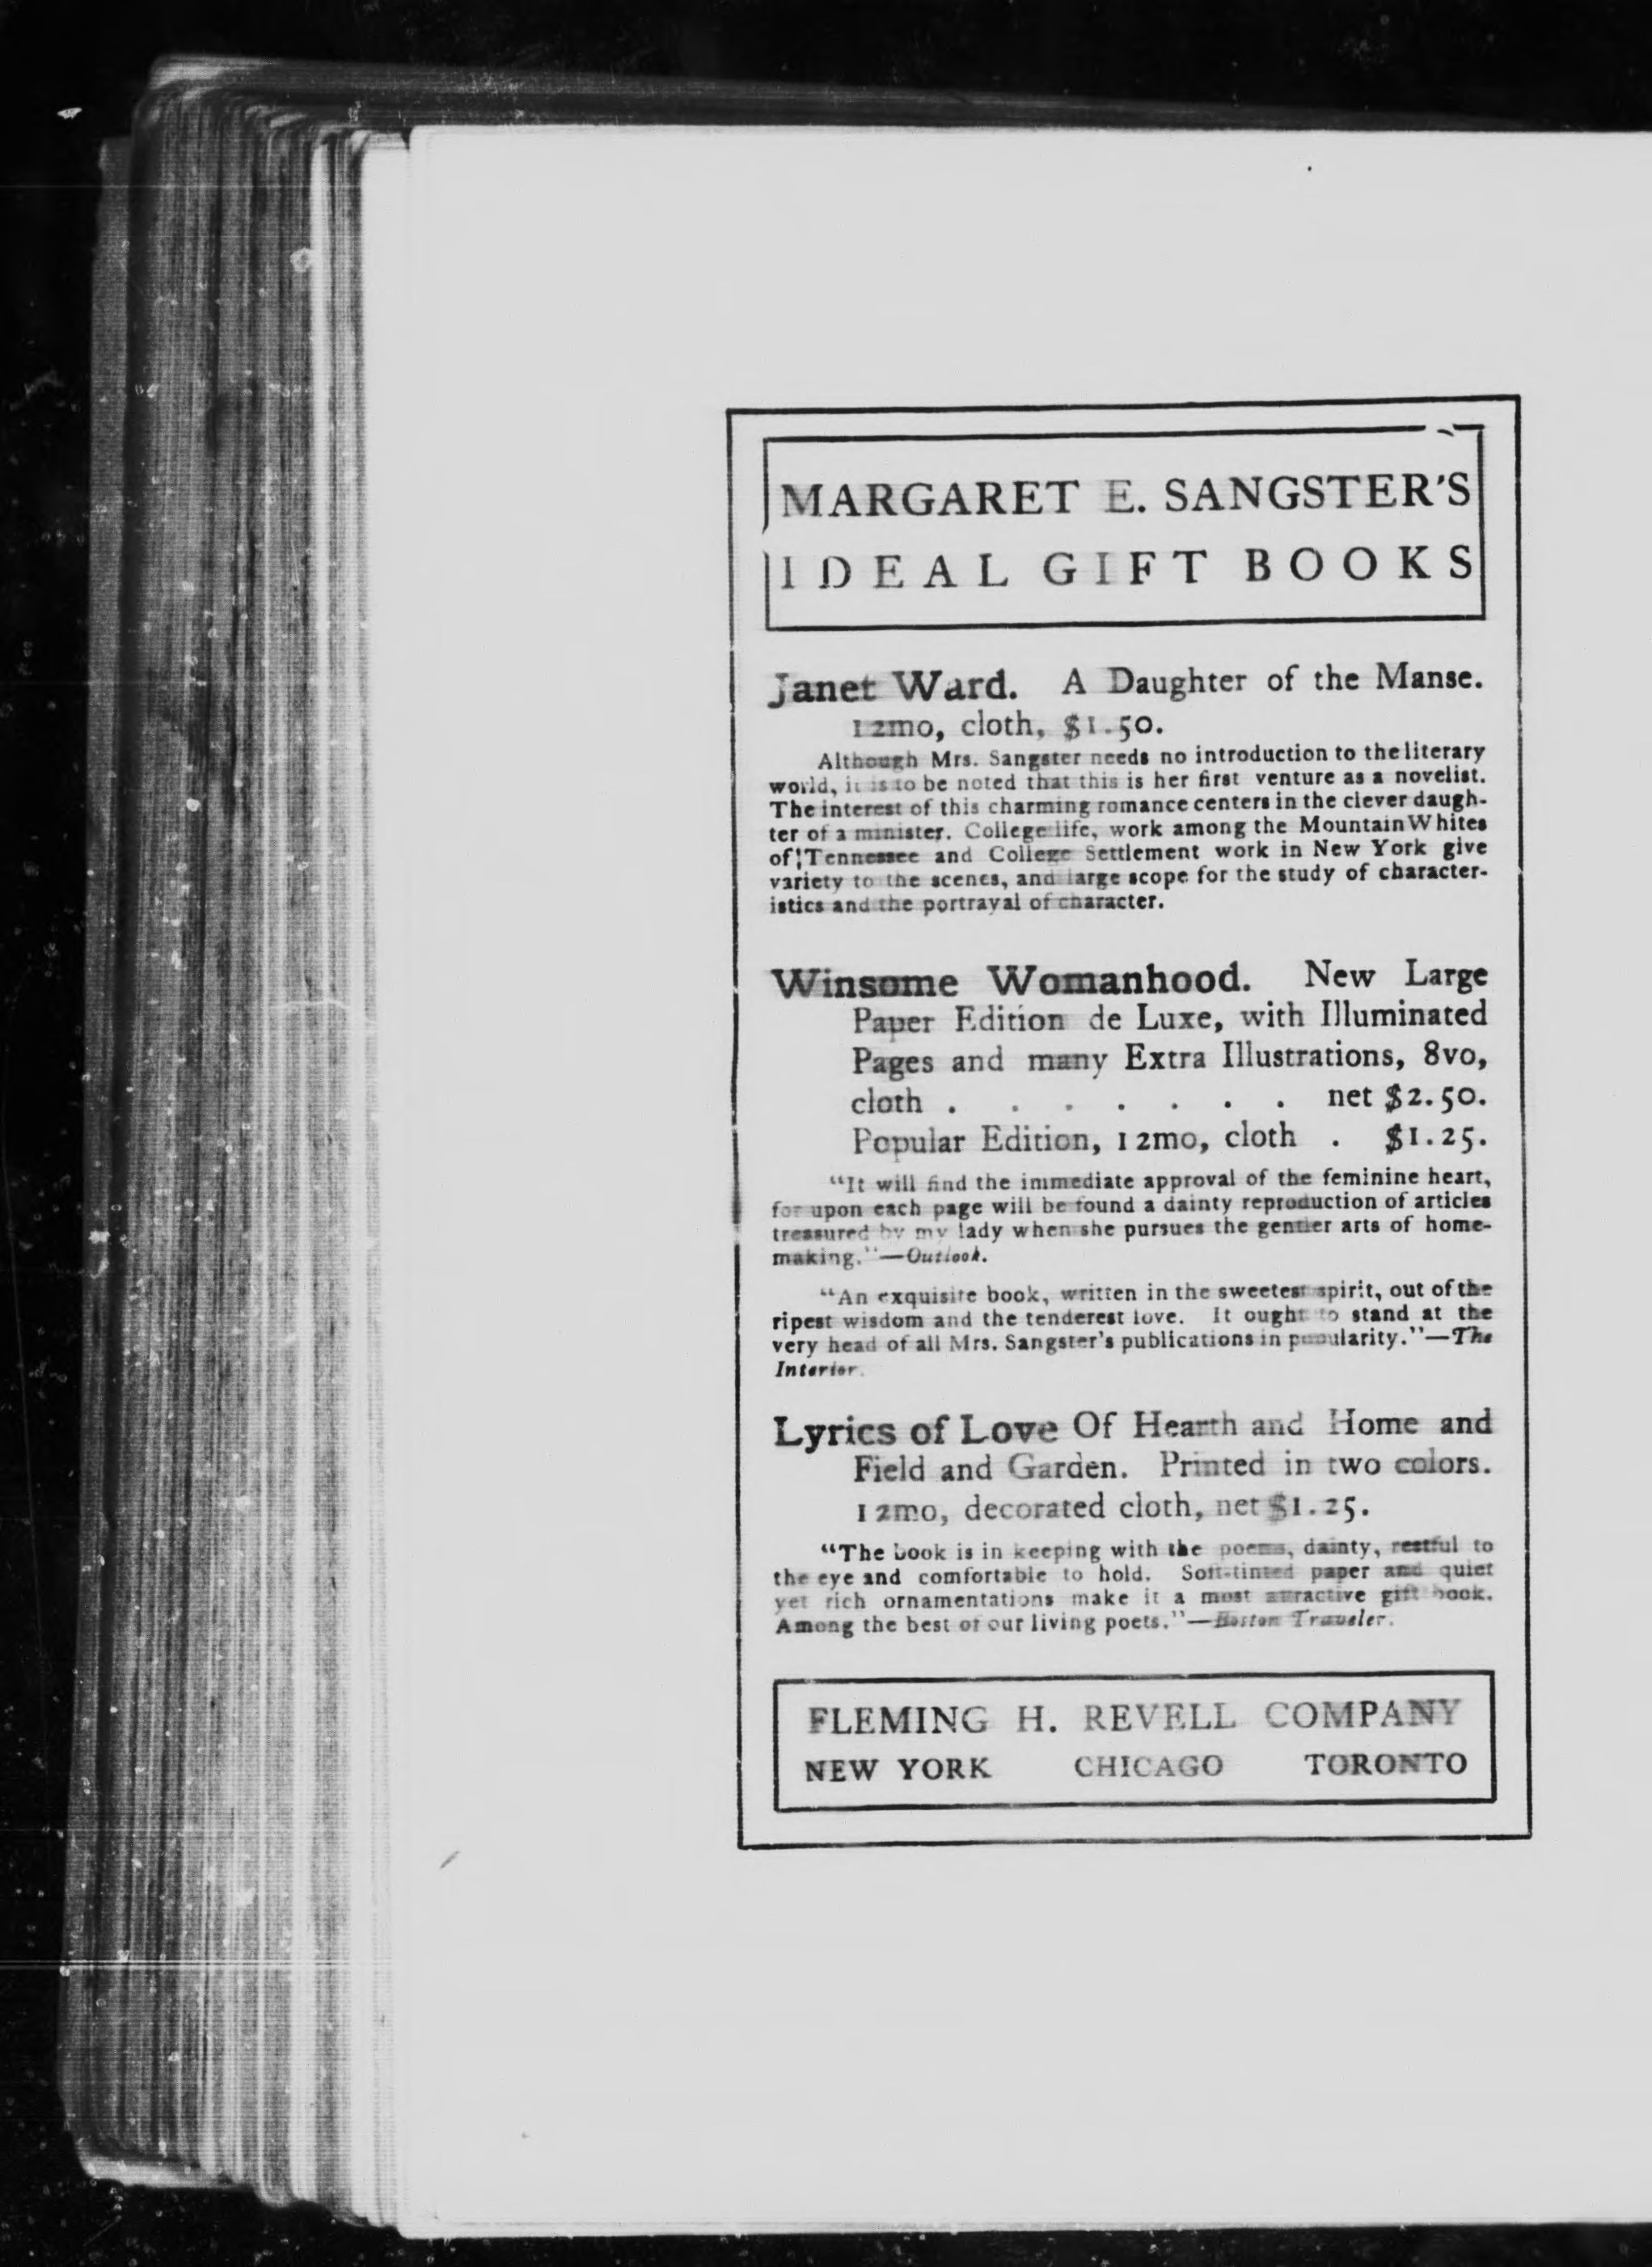 MARGARET E. SANGSTER'S
IDEAL GIFT BOOKS
Janet Ward. A Daughter of the Manse.
12mo, cloth, $1.50.
Although Mrs. Sangster needs no introduction to the literary
world, it is to be noted that this is her first venture as a novelist.
The interest of this charming romance centers in the clever daugh-
ter of a minister. College life, work among the Mountain Whites
of Tennessee and College Settlement work in New York give
variety to the scenes, and large scope for the study of character-
istics and the portrayal of character.
Winsome Womanhood. New Large
Paper Edition de Luxe, with Illuminated
Pages and many Extra Illustrations, 8vo,
cloth . . . . . . . net $2.50.
Popular Edition, 12mo, cloth . $1.25.
"It will find the immediate approval of the feminine heart,
for upon each page will be found a dainty reproduction of articles
treasured by my lady when she pursues the gentler arts of home-
making."—Outlook.
"An exquisite book, written in the sweetest spirit, out of the
ripest wisdom and the tenderest love. It ought to stand at the
very head of all Mrs. Sangster's publications in popularity."—The
Interior.
Lyrics of Love Of Hearth and Home and
Field and Garden. Printed in two colors.
12mo, decorated cloth, net $1.25.
"The book is in keeping with the poems, dainty, restful to
the eye and comfortable to hold. Soft-tinted paper and quiet
yet rich ornamentations make it a most attractive gift book.
Among the best of our living poets."—Boston Traveler.
FLEMING H. REVELL COMPANY
NEW YORK CHICAGO TORONTO